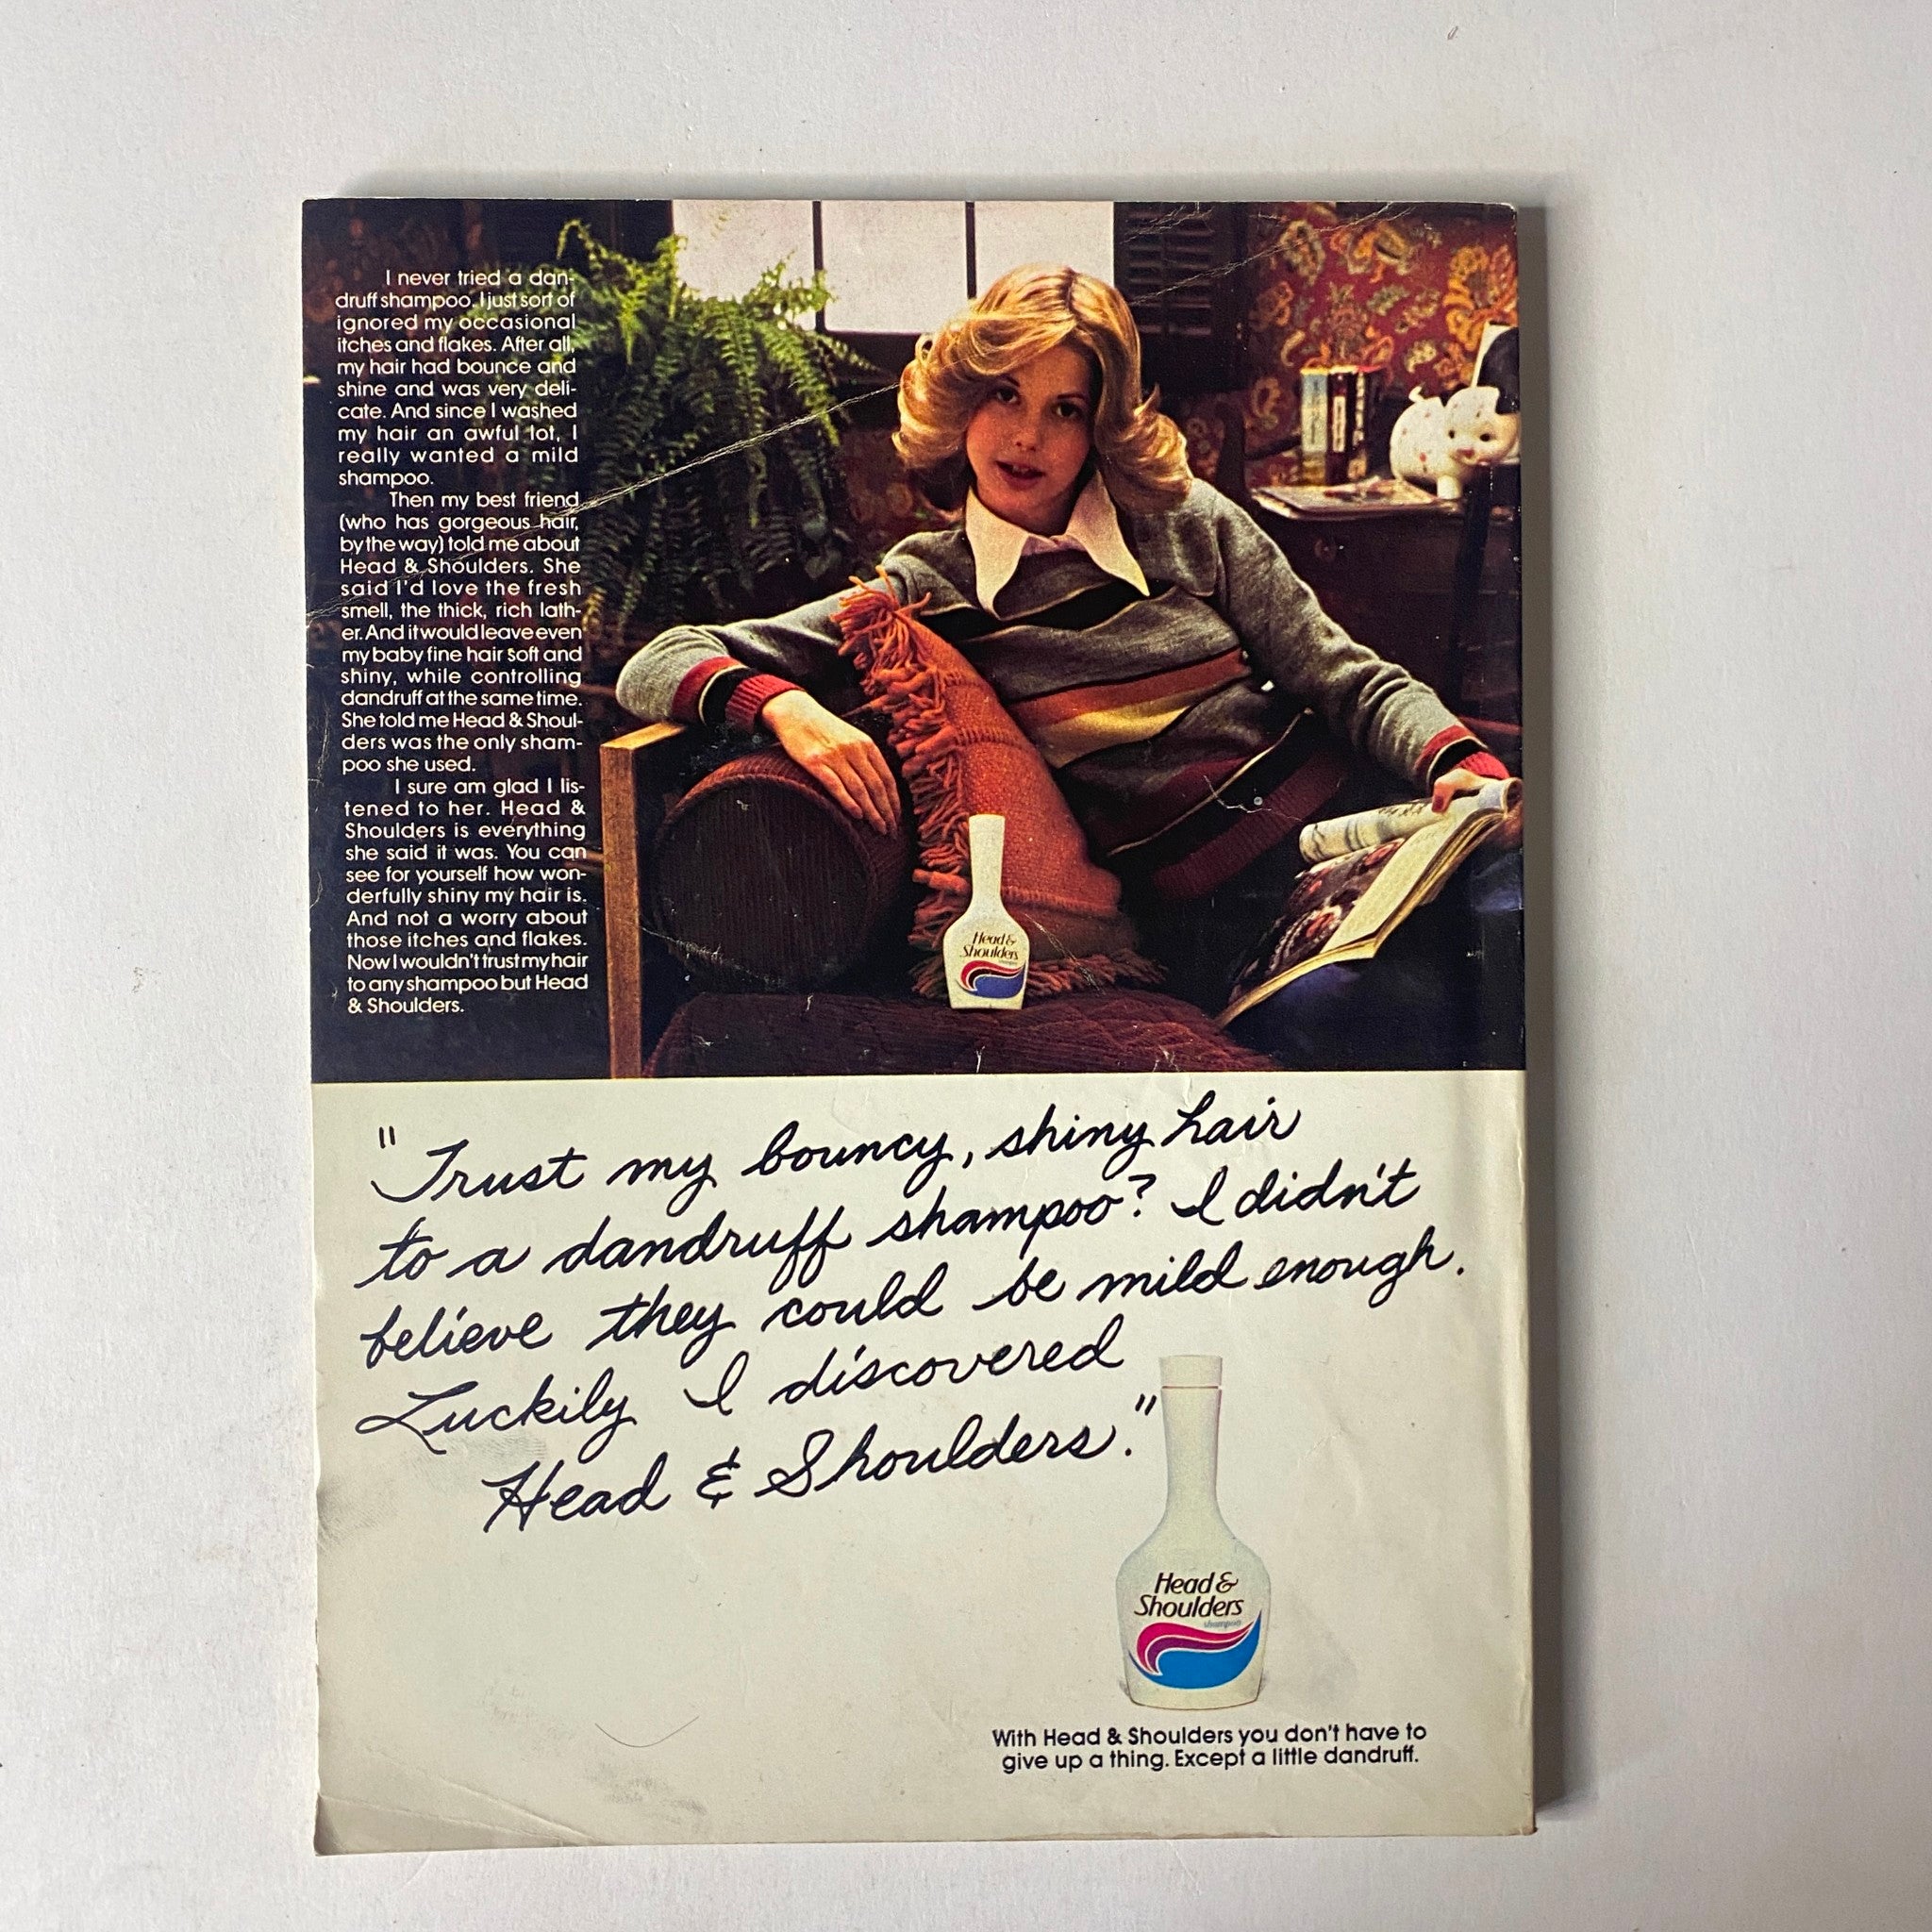 I never tried a dan-
druff shampoo. I just sort of
ignored my occasional
itches and flakes. After all,
my hair had bounce and
shine and was very deli-
cate. And since I washed
my hair an awful lot, I
really wanted a mild
shampoo.
Then my best friend
(who has gorgeous hair,
by the way) told me about
Head & Shoulders. She
said I'd love the fresh
smell, the thick, rich lath-
er. And it would leave even
my baby fine hair soft and
shiny, while controlling
dandruff at the same time.
She told me Head & Shoul-
ders was the only sham-
poo she used.
I sure am glad I lis-
tened to her. Head &
Shoulders is everything
she said it was. You can
see for yourself how won-
derfully shiny my hair is.
And not a worry about
those itches and flakes.
Now I wouldn't trust my hair
to any shampoo but Head
& Shoulders.
Head &
Shoulders
"Trust my bouncy, shiny hair
to a dandruff shampoo? I didn't
believe they could be mild enough.
Luckily I discovered
Head & Shoulders."
Head &
Shoulders
shampoo
With Head & Shoulders you don't have to
give up a thing. Except a little dandruff.